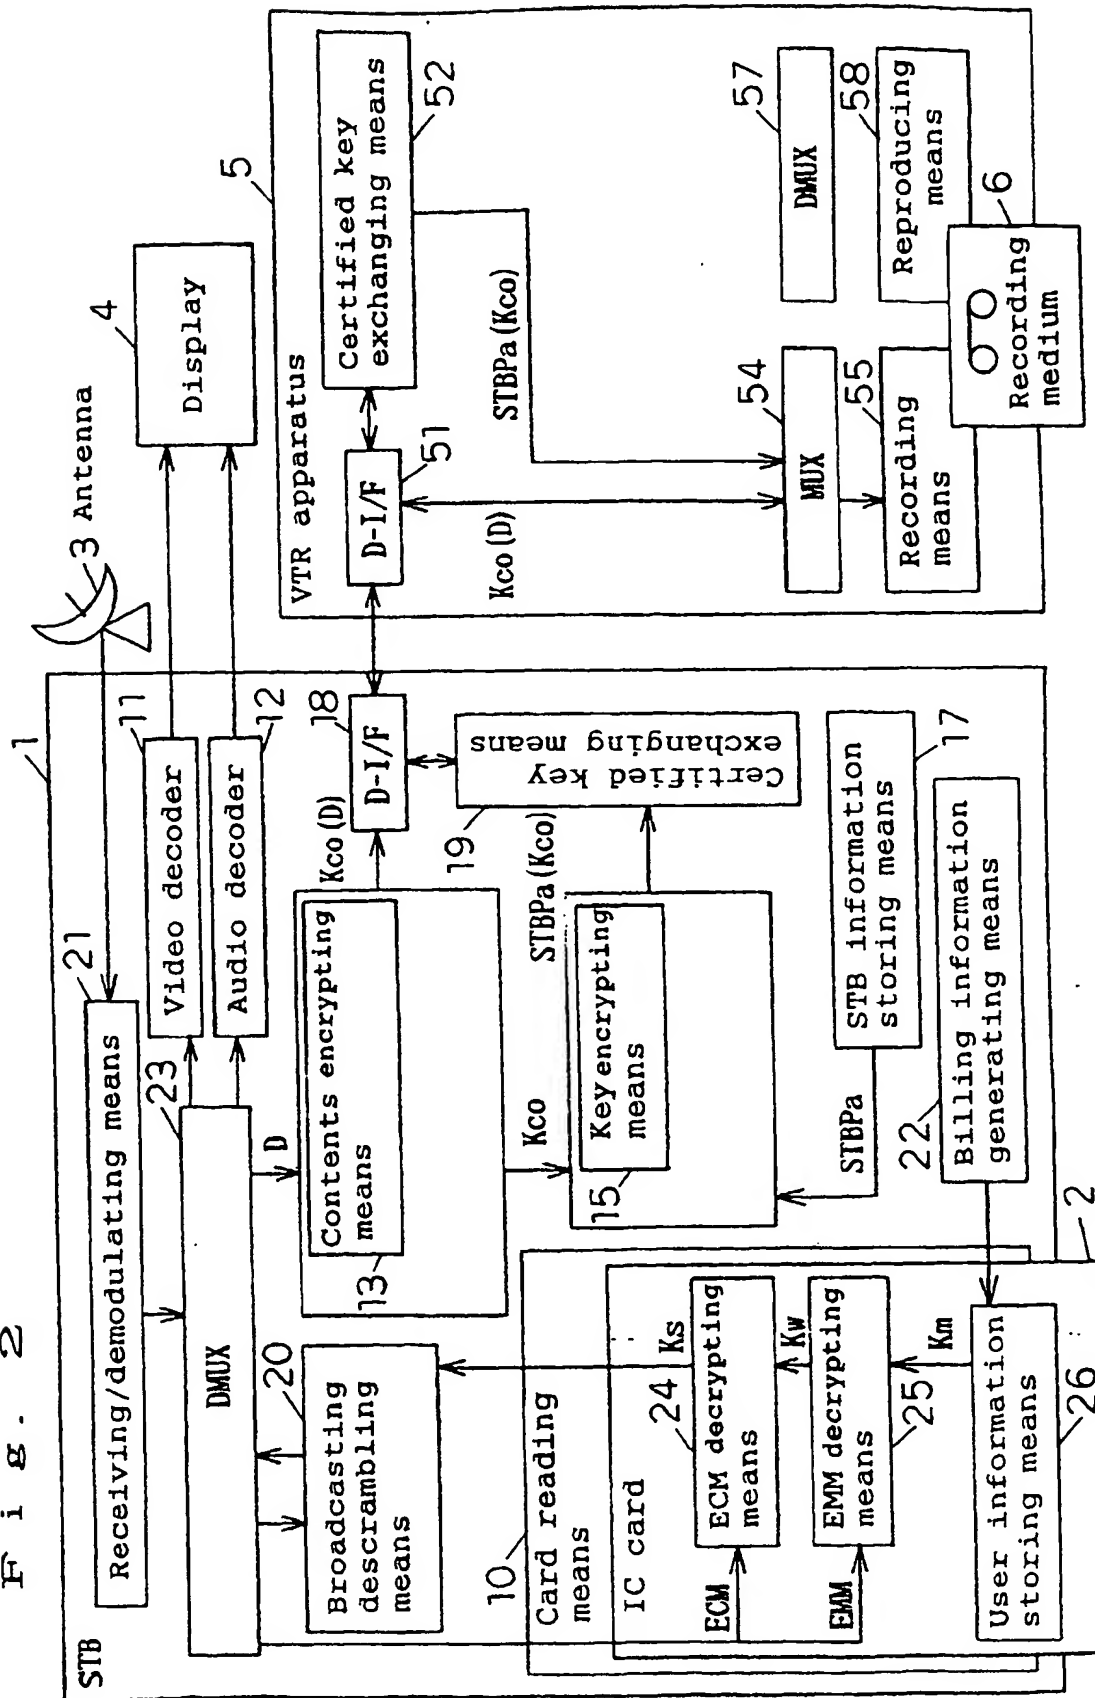 Fig. 2
STB
1
Receiving/demodulating means
21
3 Antenna
4
Display
DMUX
23
Video decoder
11
Audio decoder
12
Broadcasting
descrambling
means
20
D
Contents encrypting
means
13
Kco(D)
D-I/F
18
Kco
Key encrypting
means
15
STBPa(Kco)
19
Certified key
exchanging means
STBPa
STB information
storing means
17
22
Billing information
generating means
10
Card reading
means
IC card
2
ECM
ECM decrypting
means
24
Ks
Kw
EMM
EMM decrypting
means
25
Km
User information
storing means
26
5
VTR apparatus
D-I/F
51
Certified key
exchanging means
52
Kco(D)
STBPa(Kco)
MUX
54
DMUX
57
Recording
means
55
Reproducing
means
58
Recording
medium
6